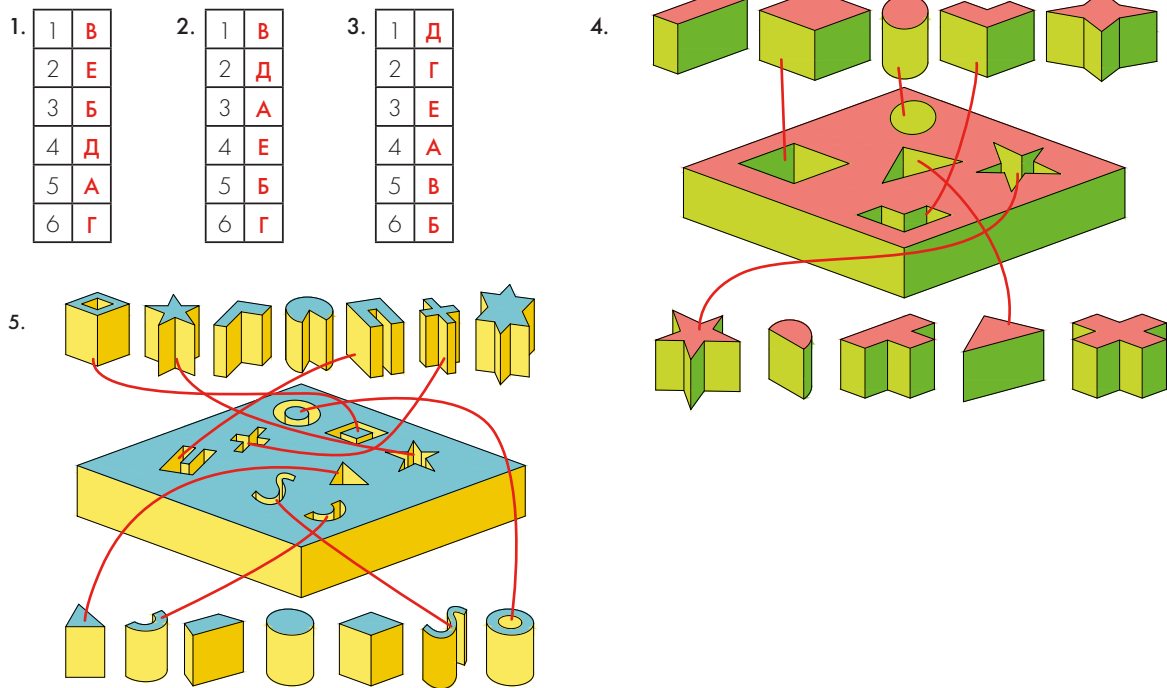 1.
1 В
2 Е
3 Б
4 Д
5 А
6 Г
2.
1 В
2 Д
3 А
4 Е
5 Б
6 Г
3.
1 Д
2 Г
3 Е
4 А
5 В
6 Б
4.
5.